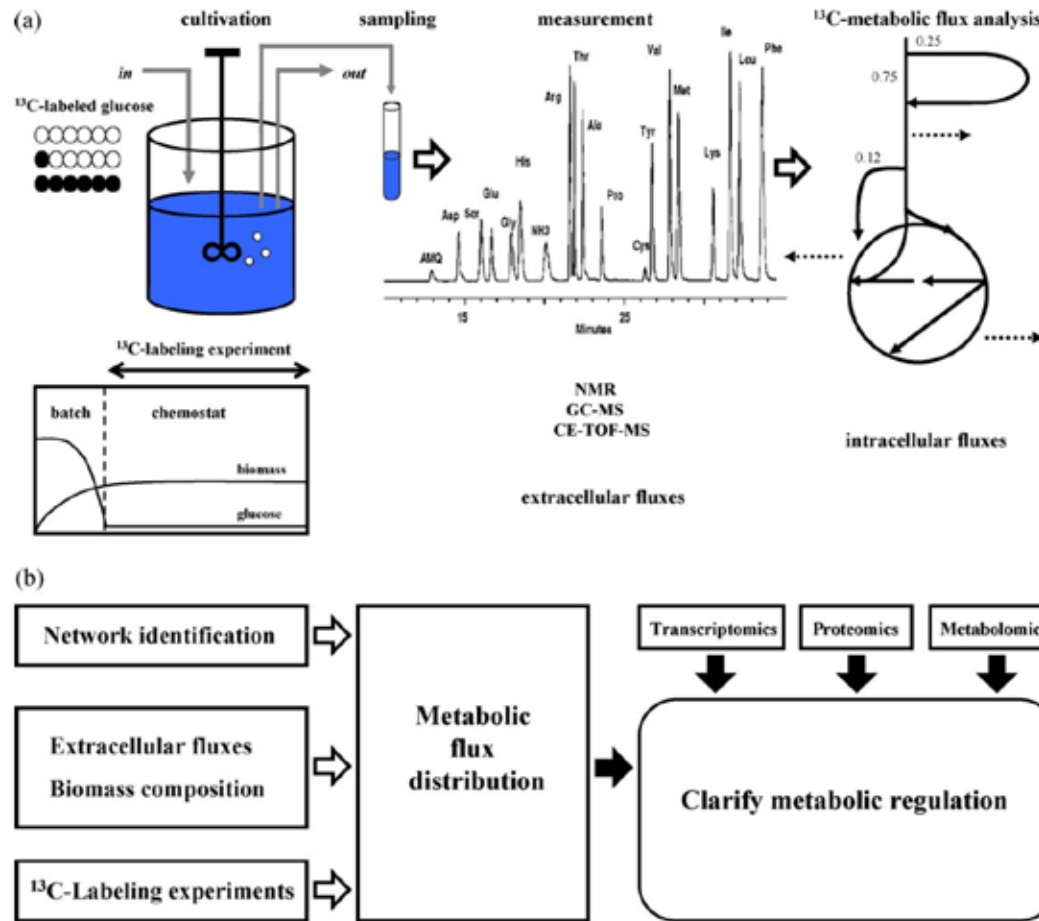 (a)
cultivation
sampling
measurement
¹³C-metabolic flux analysis
in
out
¹³C-labeled glucose
AMQ
Asp
Ser
Glu
Gly
His
NH3
Arg
Thr
Ala
Pro
Cys
Tyr
Val
Met
Lys
Ile
Leu
Phe
15
25
Minutes
0.25
0.75
0.12
¹³C-labeling experiment
batch
chemostat
biomass
glucose
NMR
GC-MS
CE-TOF-MS
extracellular fluxes
intracellular fluxes
(b)
Network identification
Extracellular fluxes
Biomass composition
¹³C-Labeling experiments
Metabolic
flux
distribution
Transcriptomics
Proteomics
Metabolomic
Clarify metabolic regulation